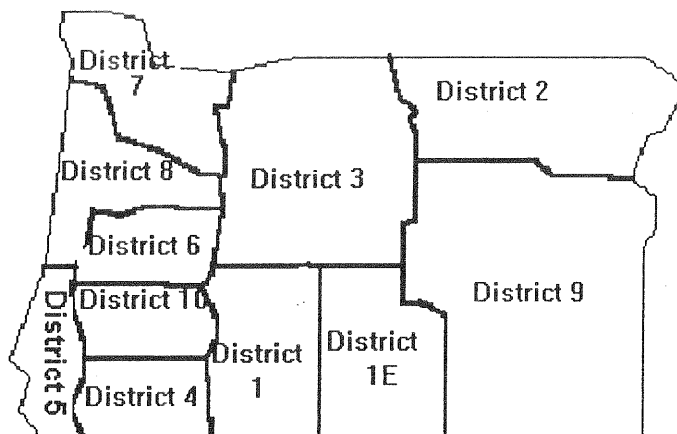 District
7
District 2
District 8
District 3
District 6
District 9
District 10
District 5
District
1
District
1E
District 4